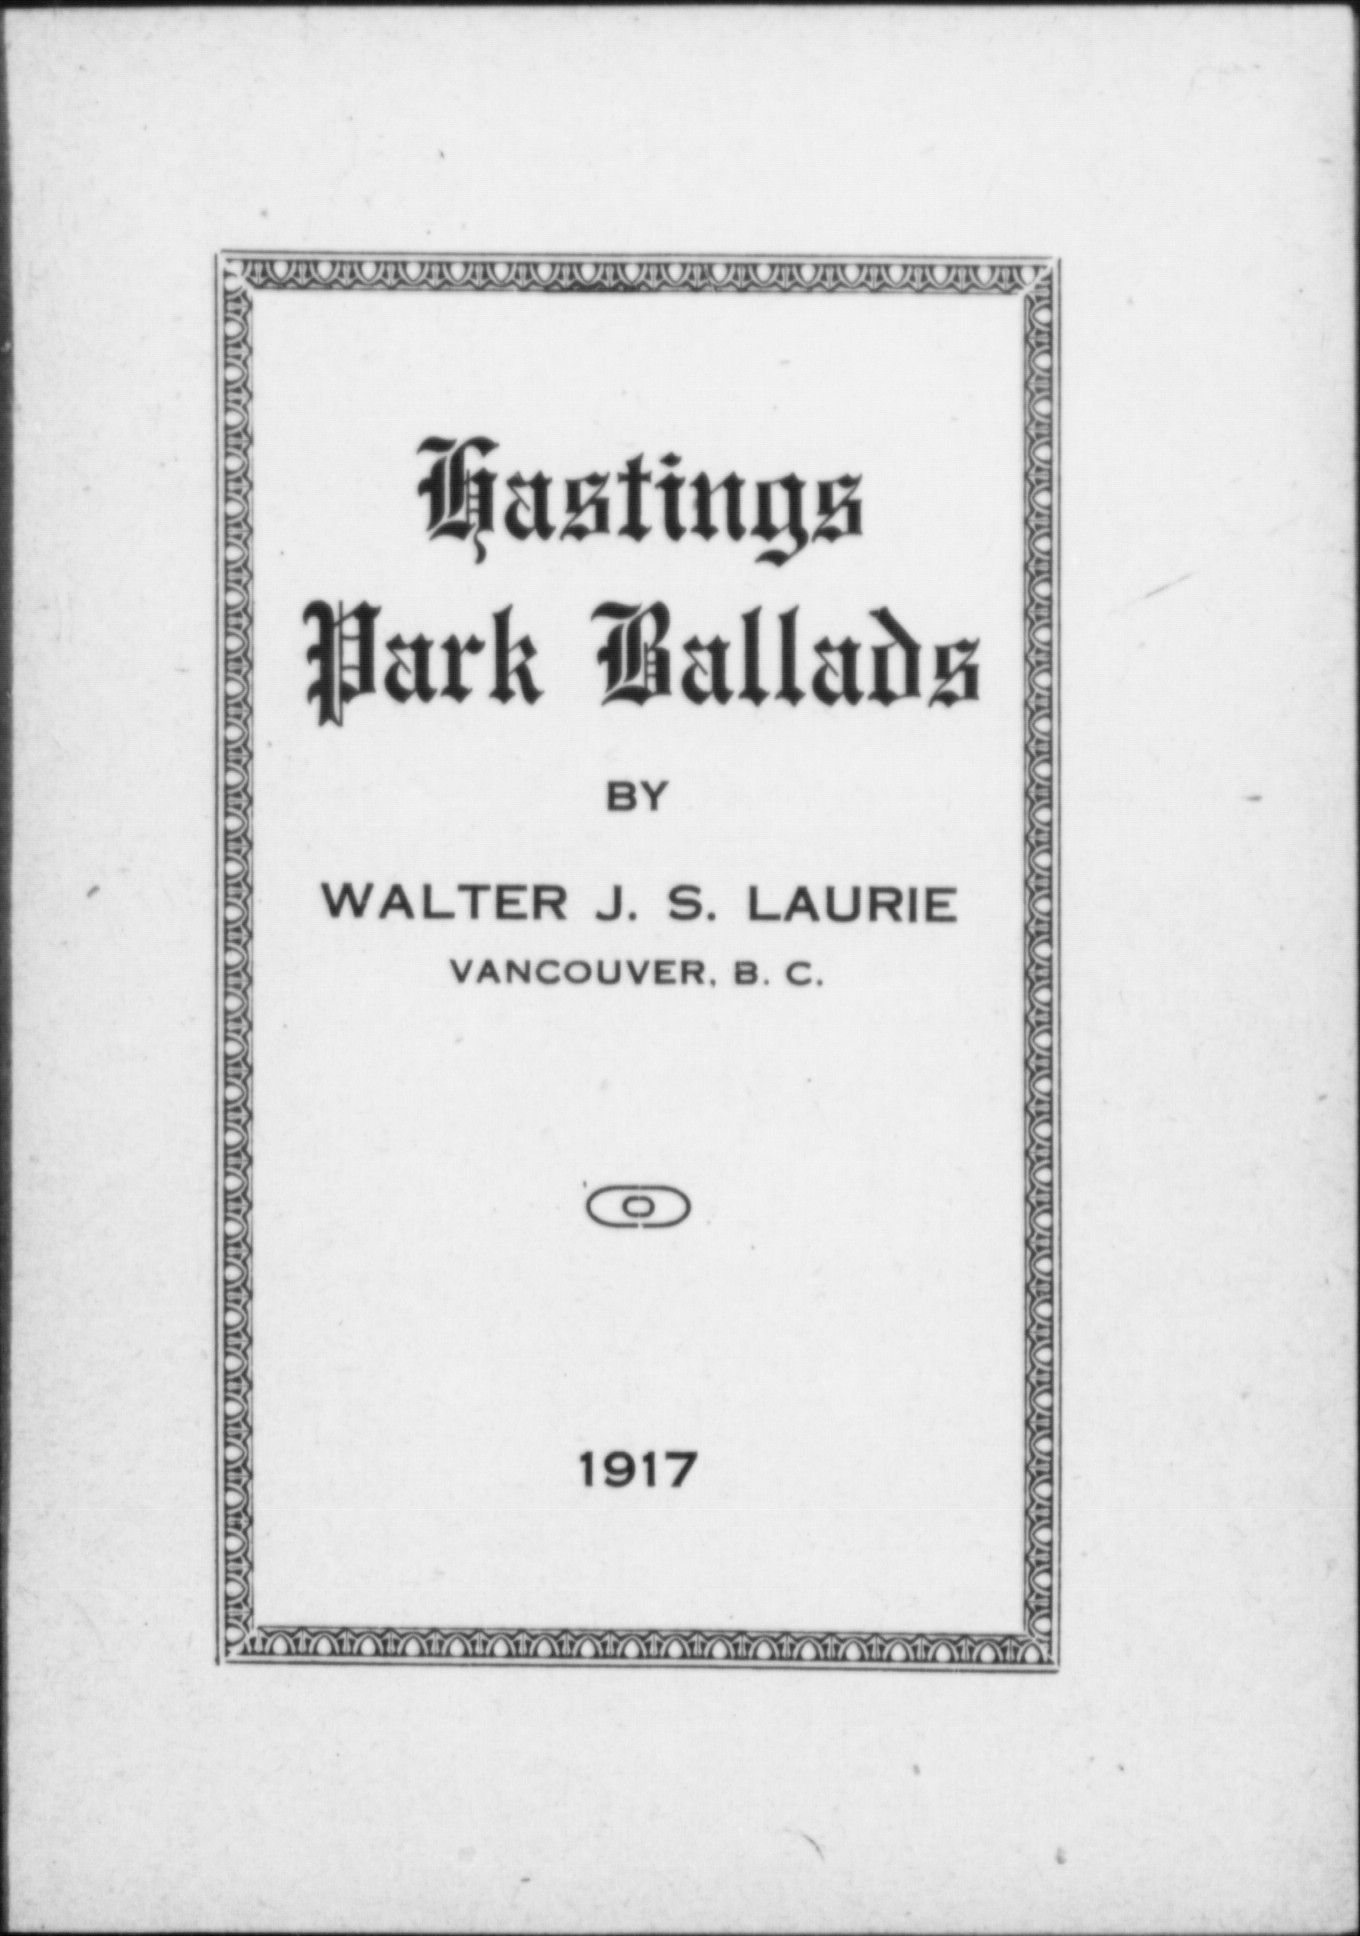 Hastings
Park Ballads
BY
WALTER J. S. LAURIE
VANCOUVER, B. C.
1917